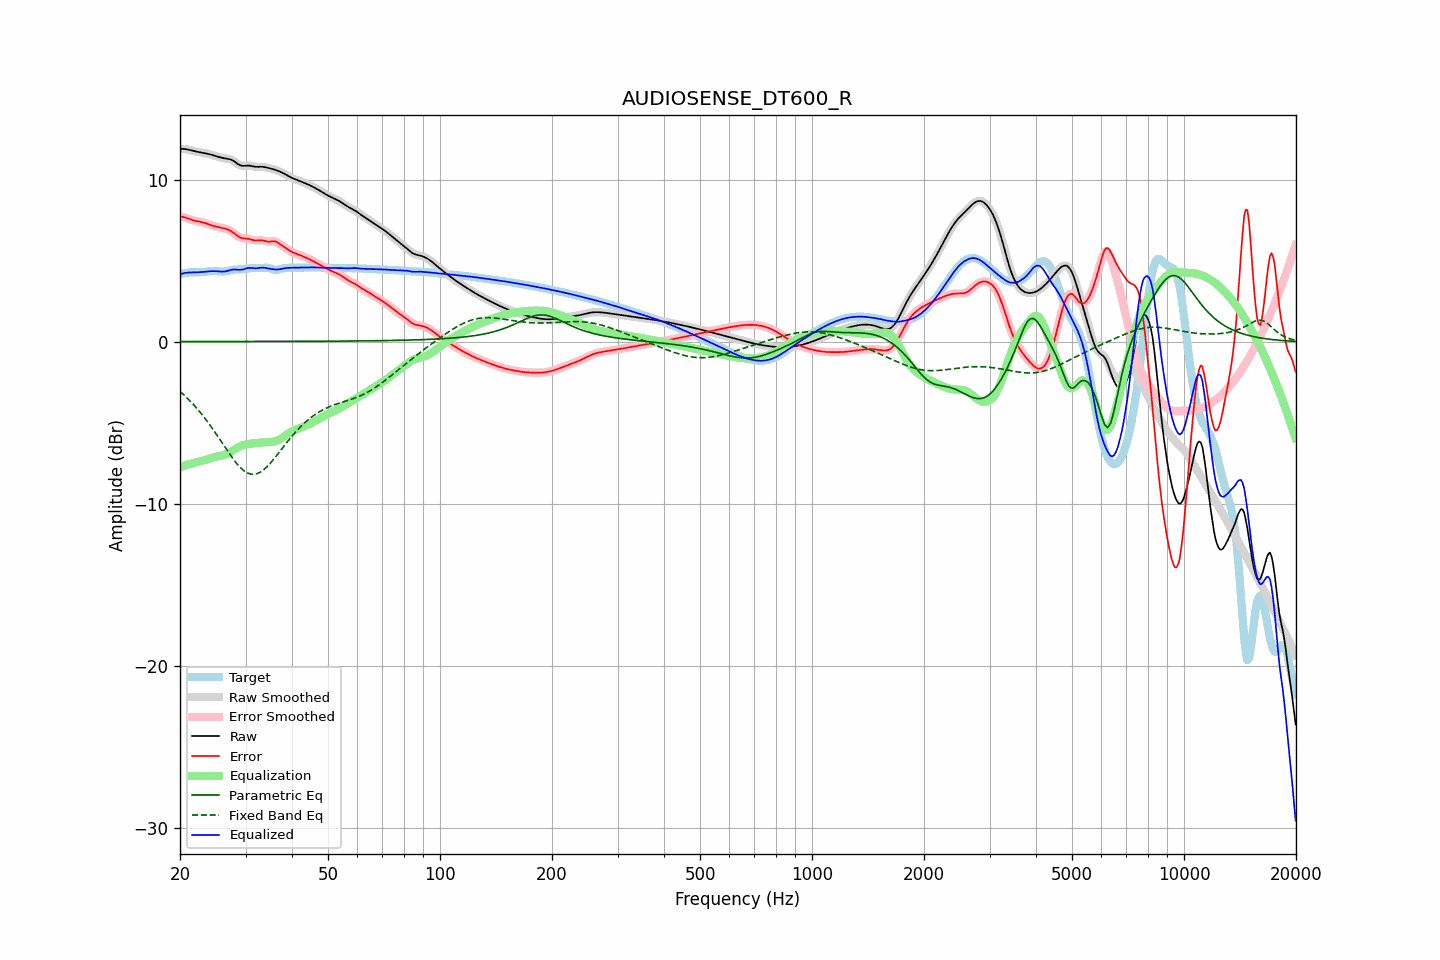 AUDIOSENSE_DT600_R
10
0
−10
−20
−30
Amplitude (dBr)
Target
Raw Smoothed
Error Smoothed
Raw
Error
Equalization
Parametric Eq
Fixed Band Eq
Equalized
20 50 100 200 500 1000 2000 5000 10000 20000
Frequency (Hz)